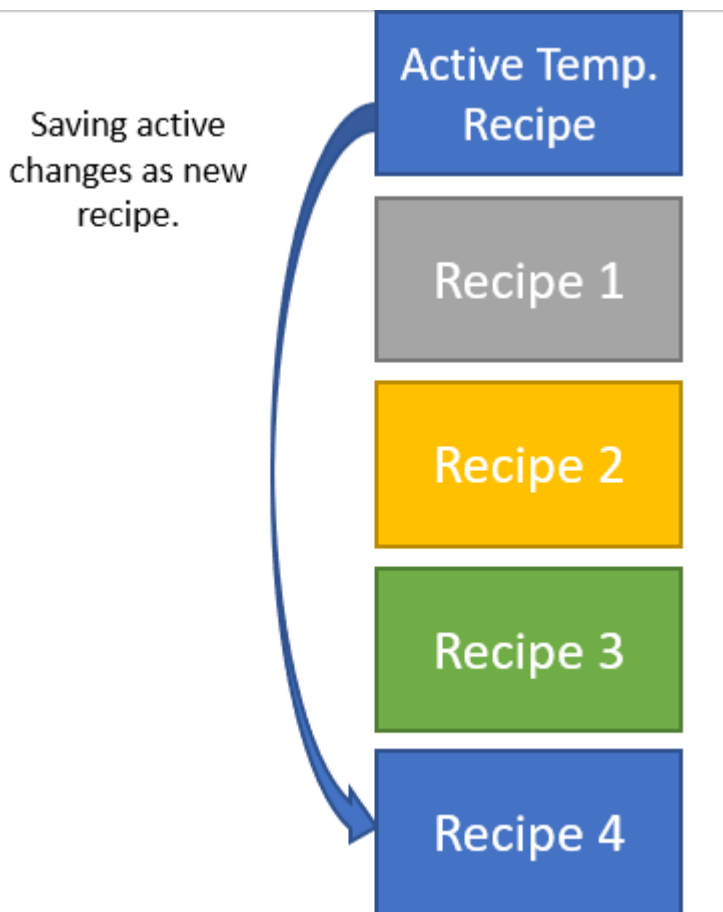 Active Temp.
Recipe
Saving active
changes as new
recipe.
Recipe 1
Recipe 2
Recipe 3
Recipe 4